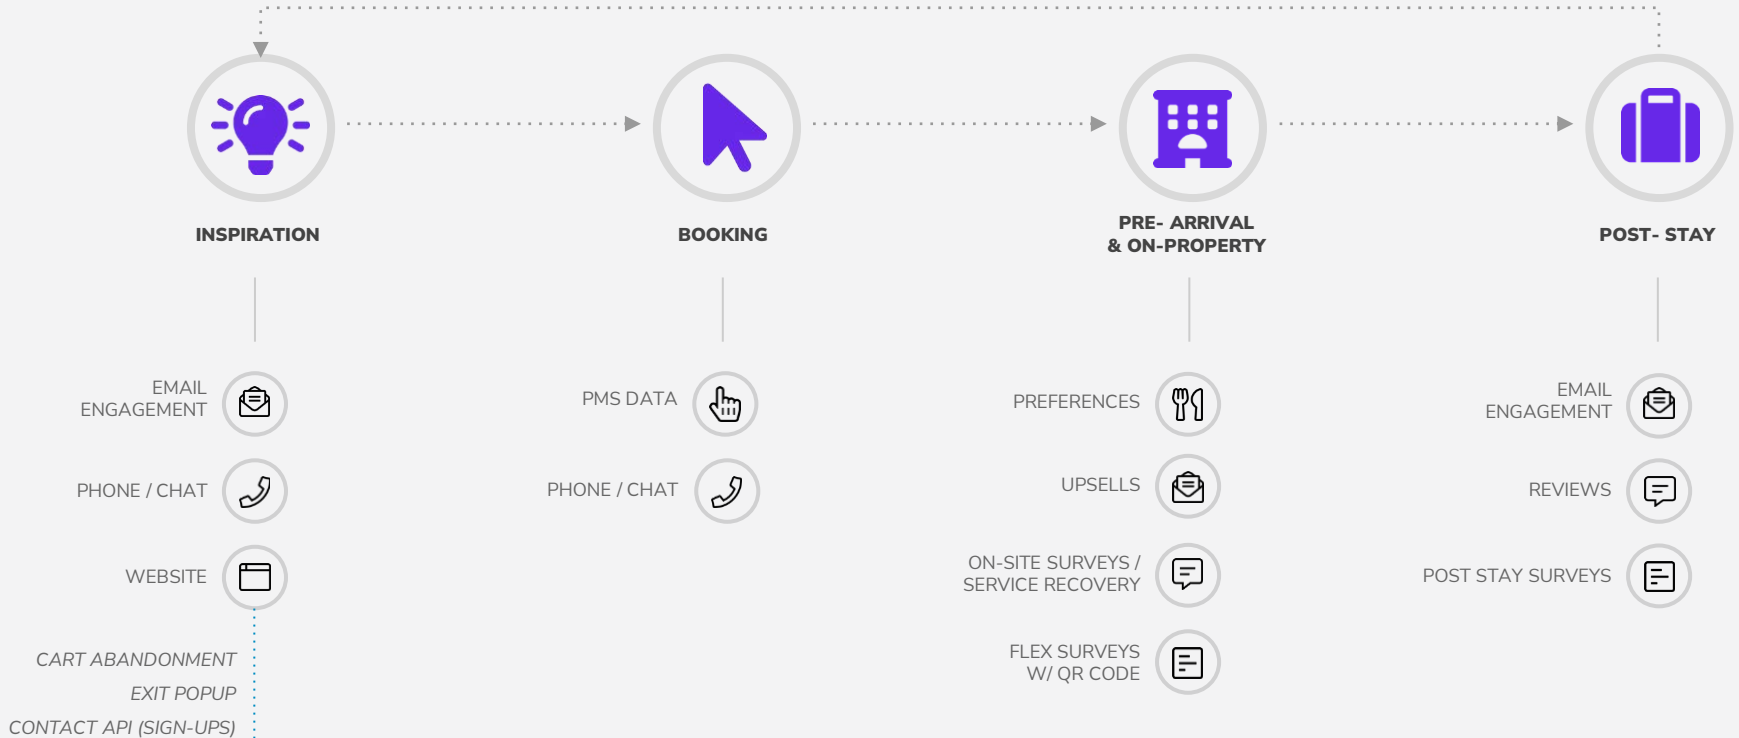 INSPIRATION
BOOKING
PRE- ARRIVAL
& ON-PROPERTY
POST- STAY
EMAIL
ENGAGEMENT
PHONE / CHAT
WEBSITE
CART ABANDONMENT
EXIT POPUP
CONTACT API (SIGN-UPS)
PMS DATA
PHONE / CHAT
PREFERENCES
UPSELLS
ON-SITE SURVEYS /
SERVICE RECOVERY
FLEX SURVEYS
W/ QR CODE
EMAIL
ENGAGEMENT
REVIEWS
POST STAY SURVEYS